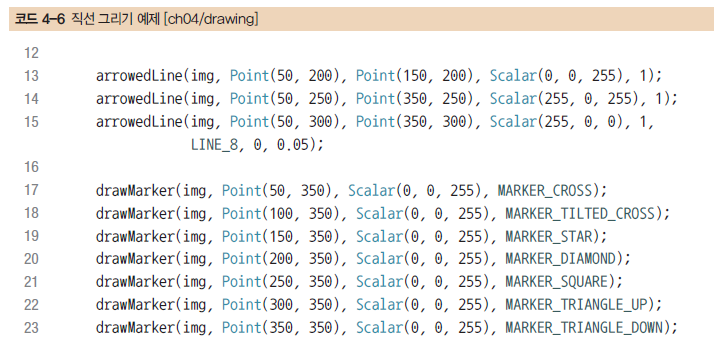 코드 4-6 직선 그리기 예제 [ch04/drawing]
12
13 arrowedLine(img, Point(50, 200), Point(150, 200), Scalar(0, 0, 255), 1);
14 arrowedLine(img, Point(50, 250), Point(350, 250), Scalar(255, 0, 255), 1);
15 arrowedLine(img, Point(50, 300), Point(350, 300), Scalar(255, 0, 0), 1,
LINE_8, 0, 0.05);
16
17 drawMarker(img, Point(50, 350), Scalar(0, 0, 255), MARKER_CROSS);
18 drawMarker(img, Point(100, 350), Scalar(0, 0, 255), MARKER_TILTED_CROSS);
19 drawMarker(img, Point(150, 350), Scalar(0, 0, 255), MARKER_STAR);
20 drawMarker(img, Point(200, 350), Scalar(0, 0, 255), MARKER_DIAMOND);
21 drawMarker(img, Point(250, 350), Scalar(0, 0, 255), MARKER_SQUARE);
22 drawMarker(img, Point(300, 350), Scalar(0, 0, 255), MARKER_TRIANGLE_UP);
23 drawMarker(img, Point(350, 350), Scalar(0, 0, 255), MARKER_TRIANGLE_DOWN);